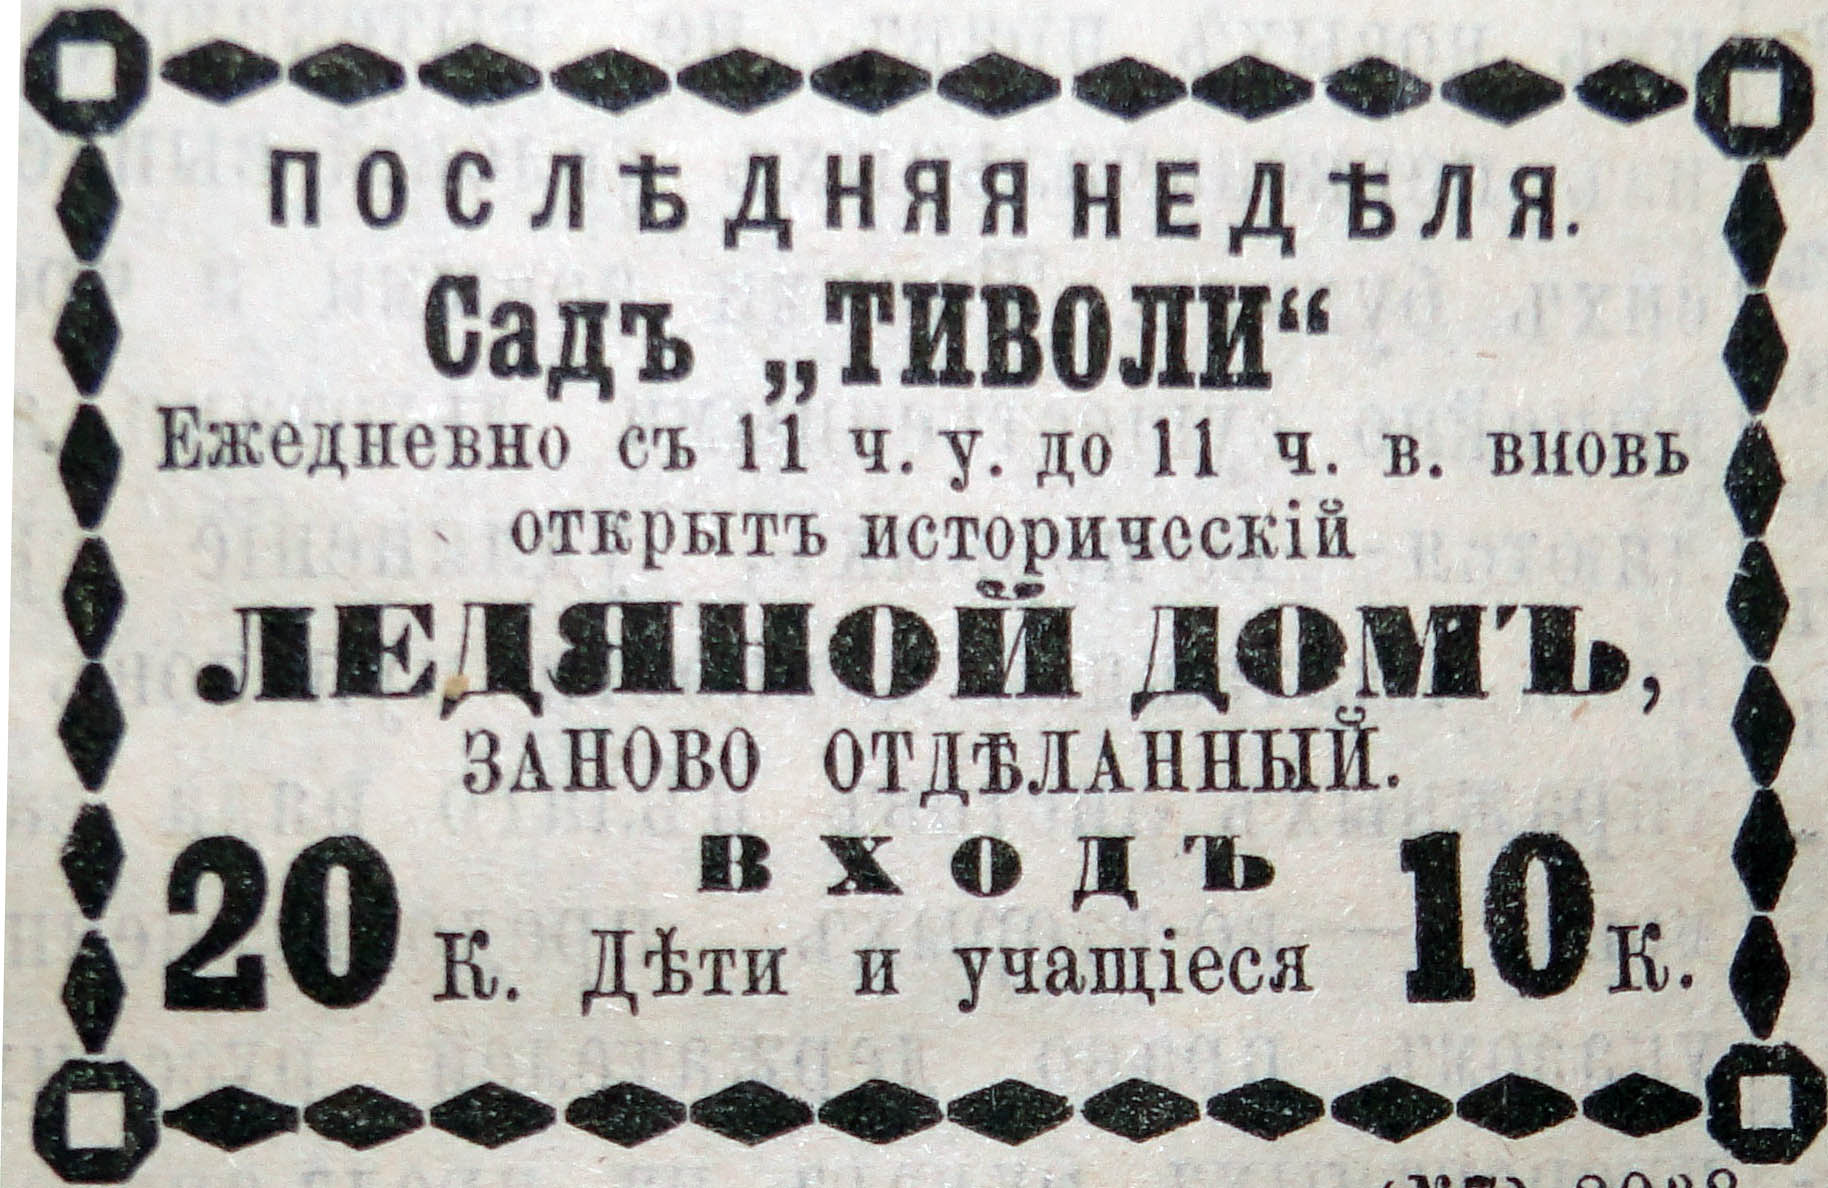 ПОСЛѢДНЯЯ НЕДѢЛЯ.
Садъ „ТИВОЛИ“
Ежедневно съ 11 ч. у. до 11 ч. в. вновь
открытъ историческій
ЛЕДЯНОЙ ДОМЪ,
ЗАНОВО ОТДѢЛАННЫЙ.
ВХОДЪ
20 К. Дѣти и учащіеся 10 К.